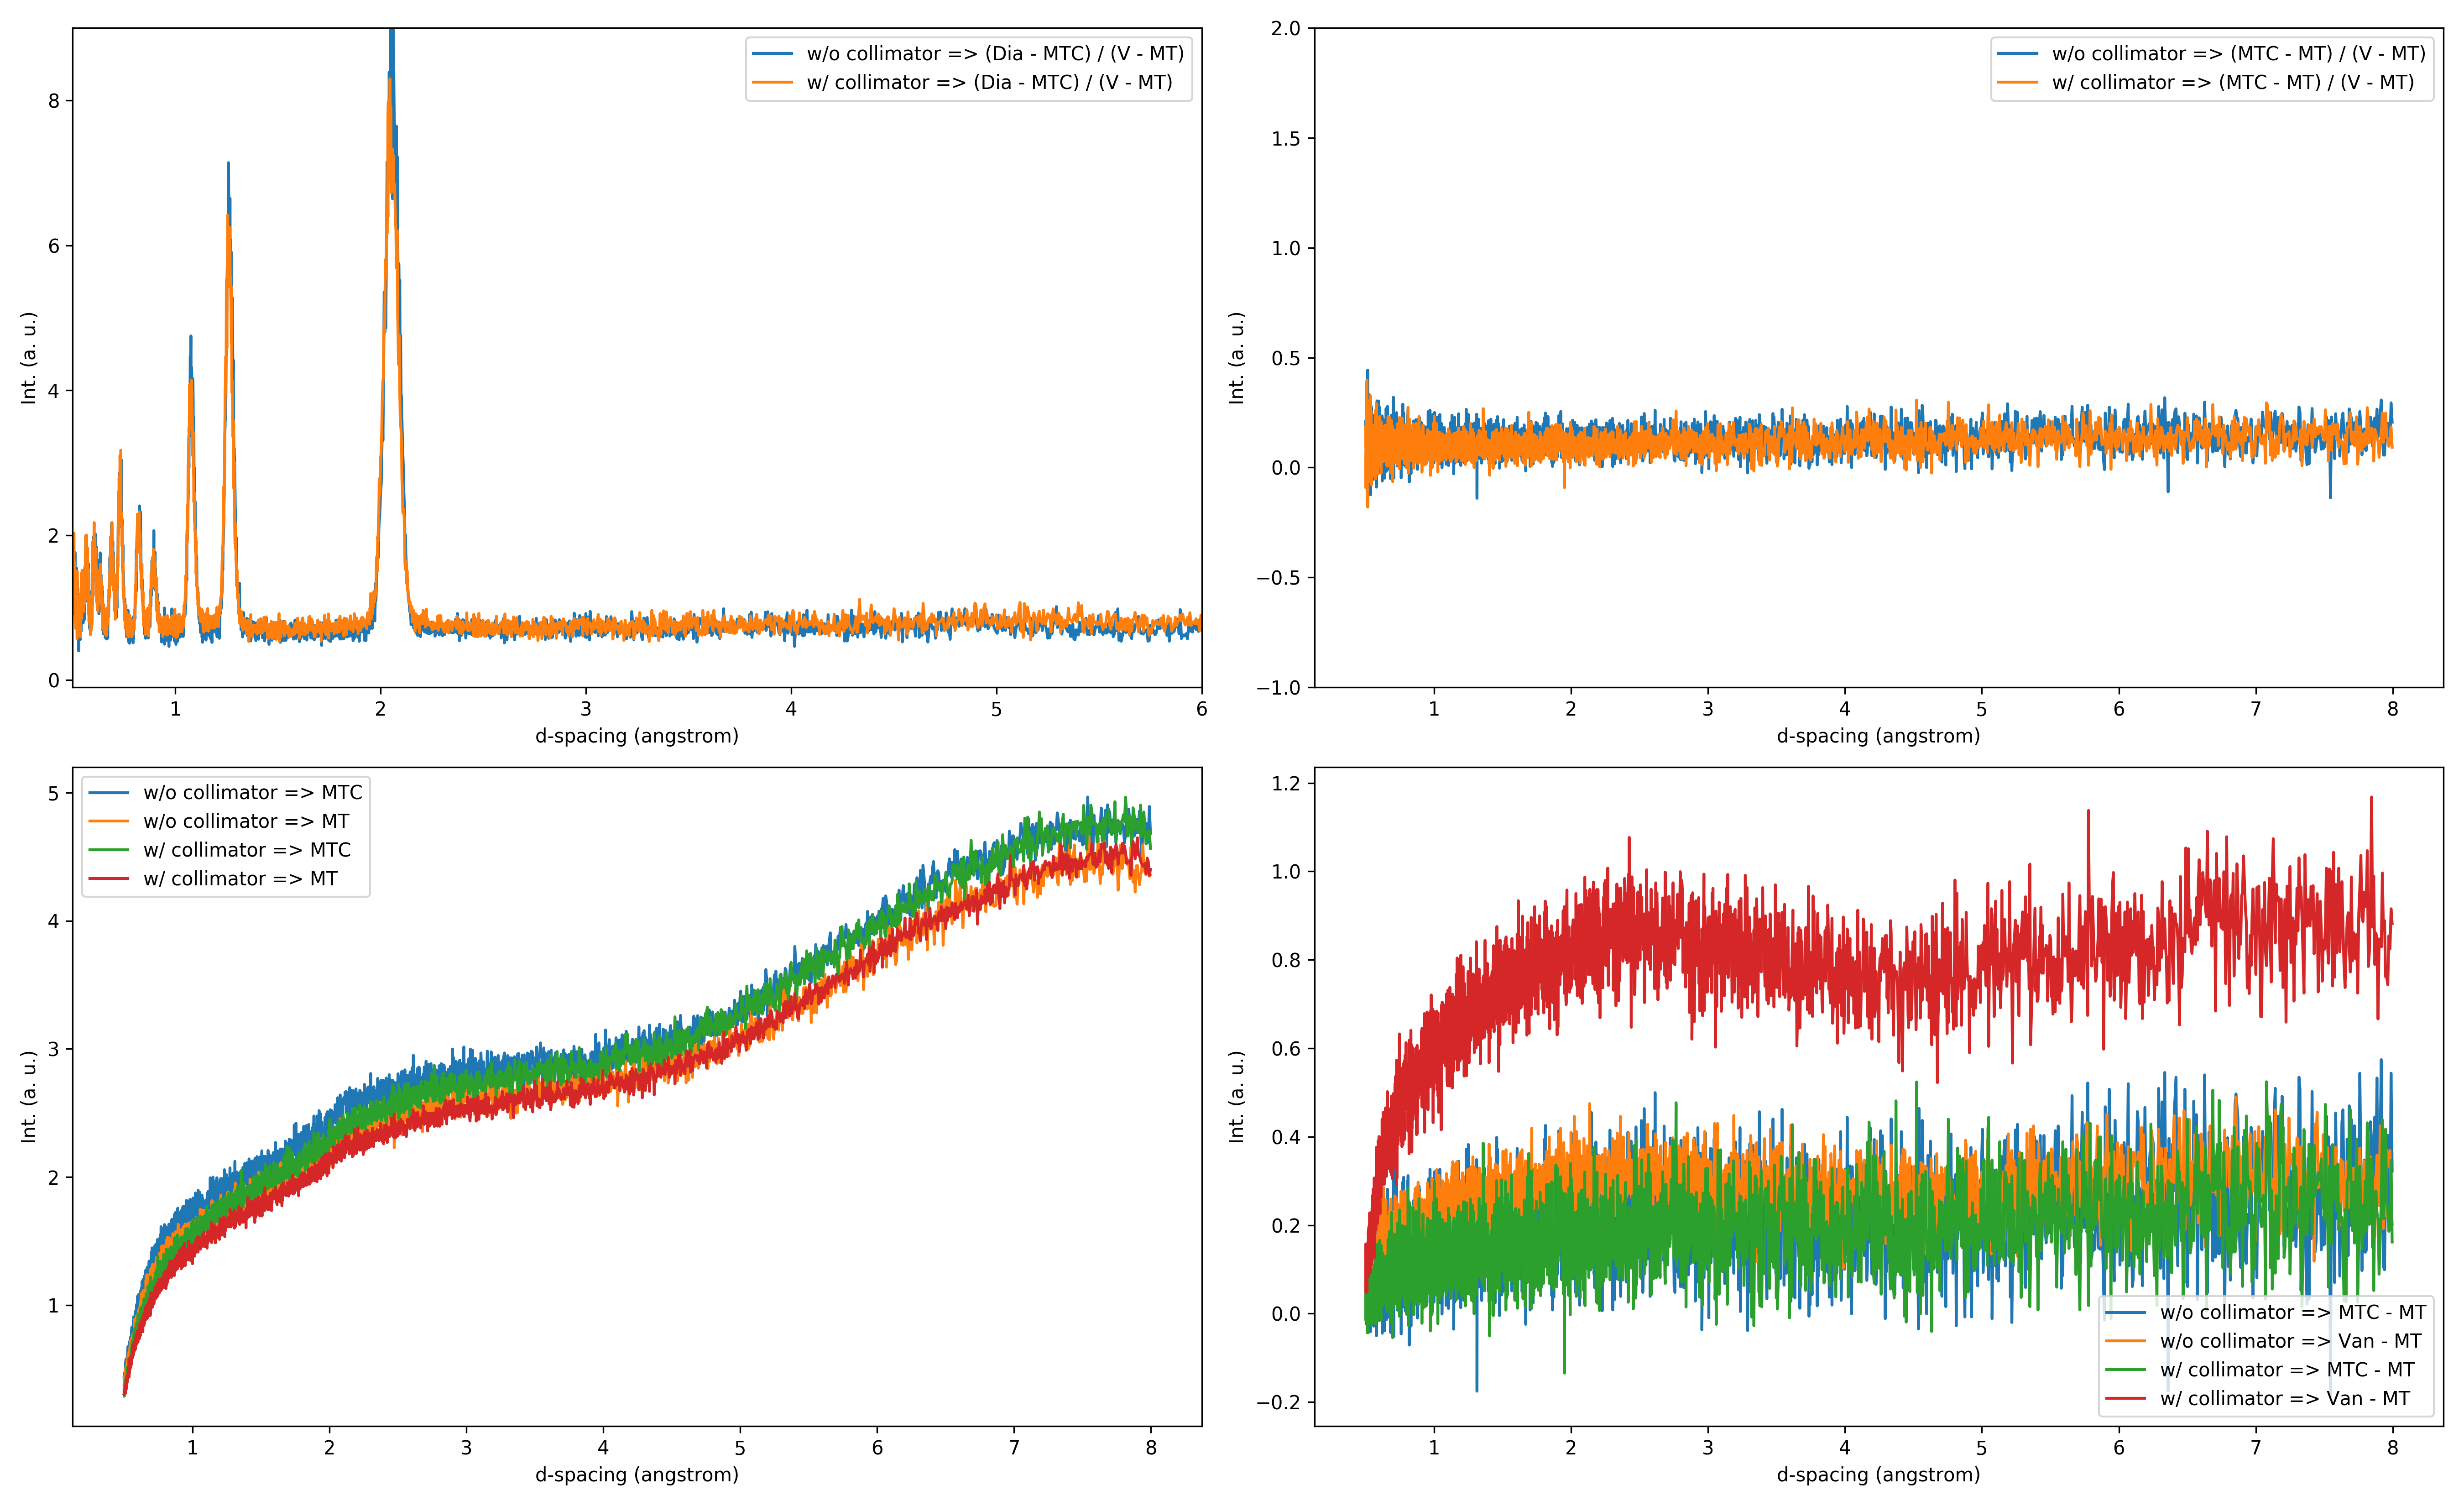 w/o collimator => (Dia - MTC) / (V - MT)
w/ collimator => (Dia - MTC) / (V - MT)
8
6
4
2
0
Int. (a. u.)
1 2 3 4 5 6
d-spacing (angstrom)
w/o collimator => (MTC - MT) / (V - MT)
w/ collimator => (MTC - MT) / (V - MT)
2.0
1.5
1.0
0.5
0.0
−0.5
−1.0
Int. (a. u.)
1 2 3 4 5 6 7 8
d-spacing (angstrom)
w/o collimator => MTC
w/o collimator => MT
w/ collimator => MTC
w/ collimator => MT
5
4
3
2
1
Int. (a. u.)
1 2 3 4 5 6 7 8
d-spacing (angstrom)
1.2
1.0
0.8
0.6
0.4
0.2
0.0
−0.2
Int. (a. u.)
w/o collimator => MTC - MT
w/o collimator => Van - MT
w/ collimator => MTC - MT
w/ collimator => Van - MT
1 2 3 4 5 6 7 8
d-spacing (angstrom)